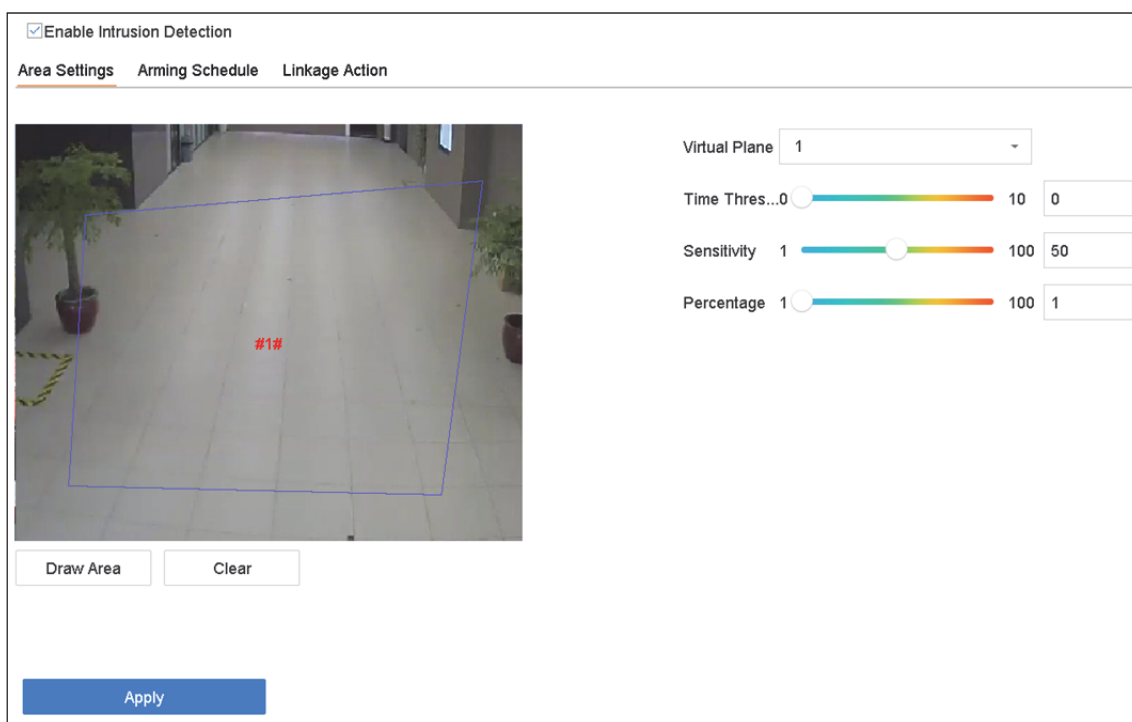 Enable Intrusion Detection
Area Settings Arming Schedule Linkage Action
Virtual Plane 1
Time Thres...0 10 0
Sensitivity 1 100 50
Percentage 1 100 1
#1#
Draw Area Clear
Apply